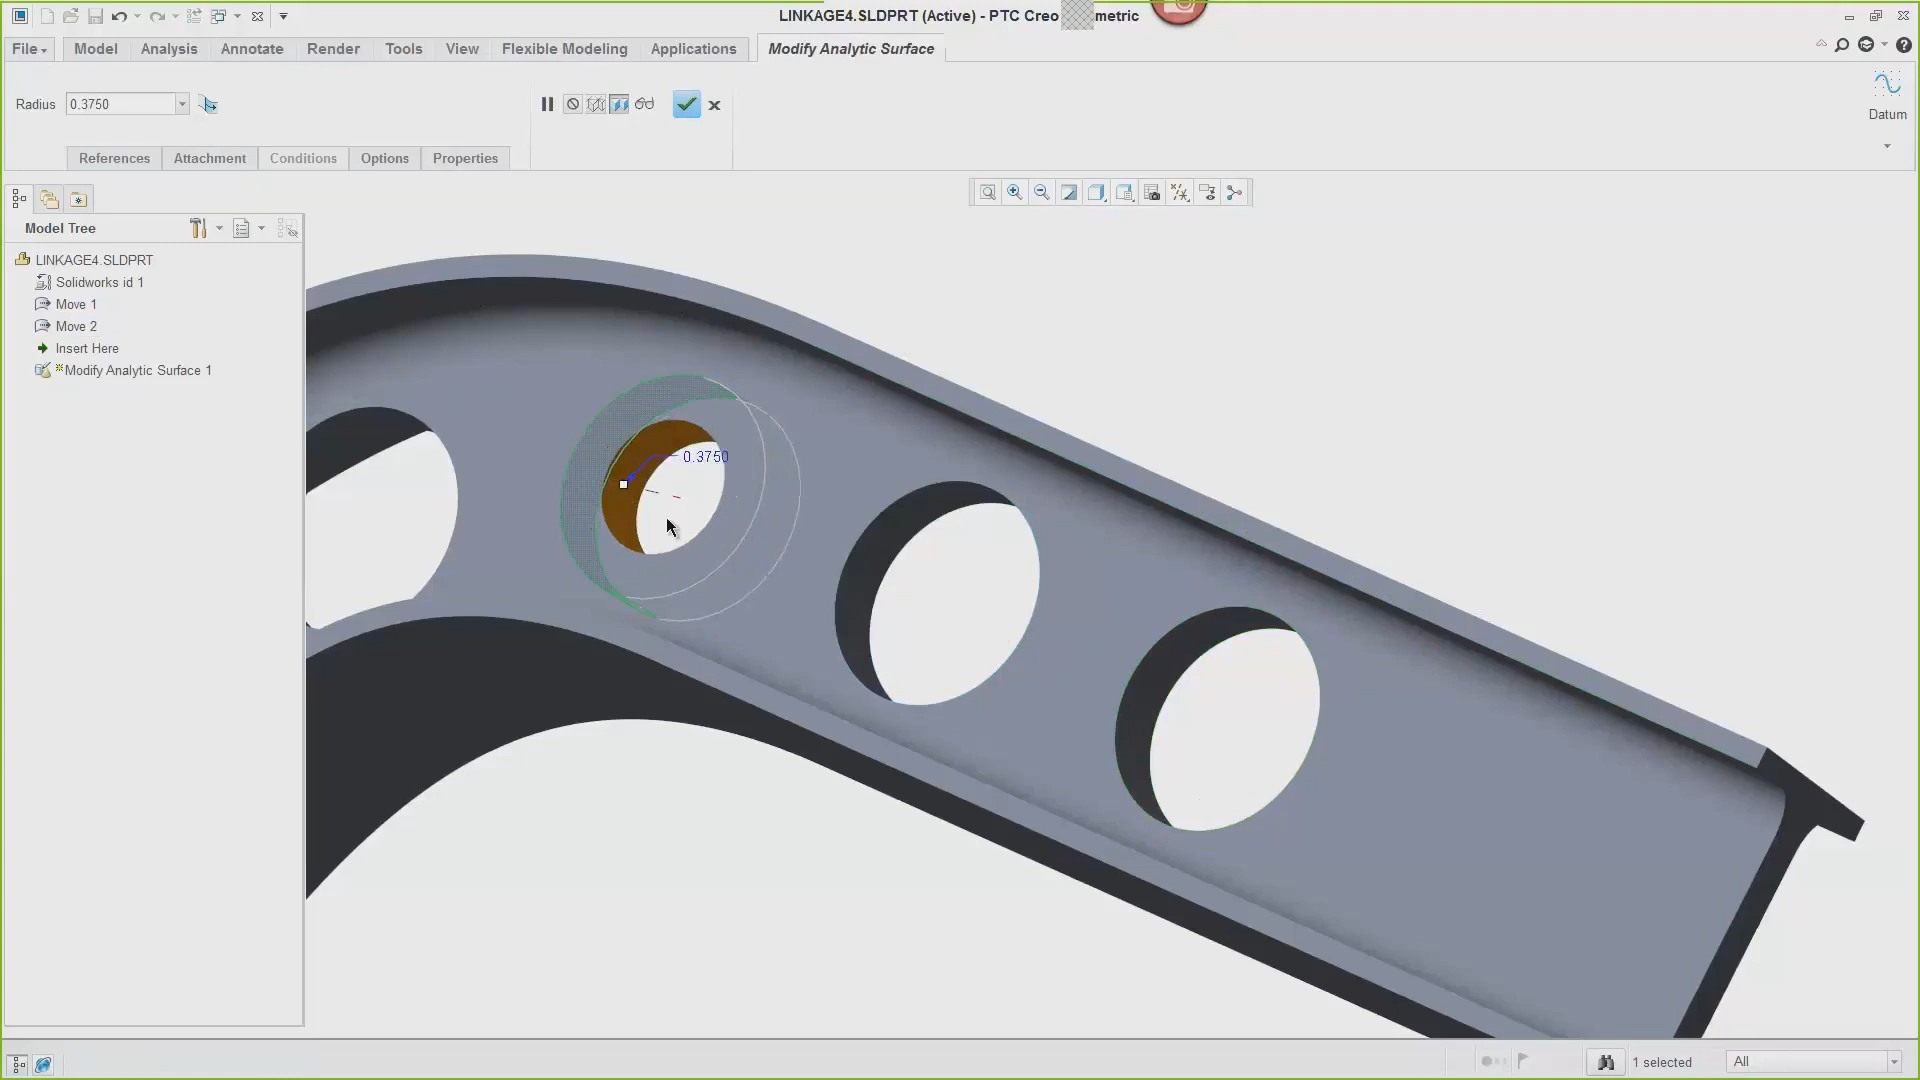 LINKAGE4.SLDPRT (Active) - PTC Creo metric
File Model Analysis Annotate Render Tools View Flexible Modeling Applications Modify Analytic Surface
Radius 0.3750
Datum
References Attachment Conditions Options Properties
Model Tree
LINKAGE4.SLDPRT
Solidworks id 1
Move 1
Move 2
Insert Here
Modify Analytic Surface 1
0.3750
1 selected All